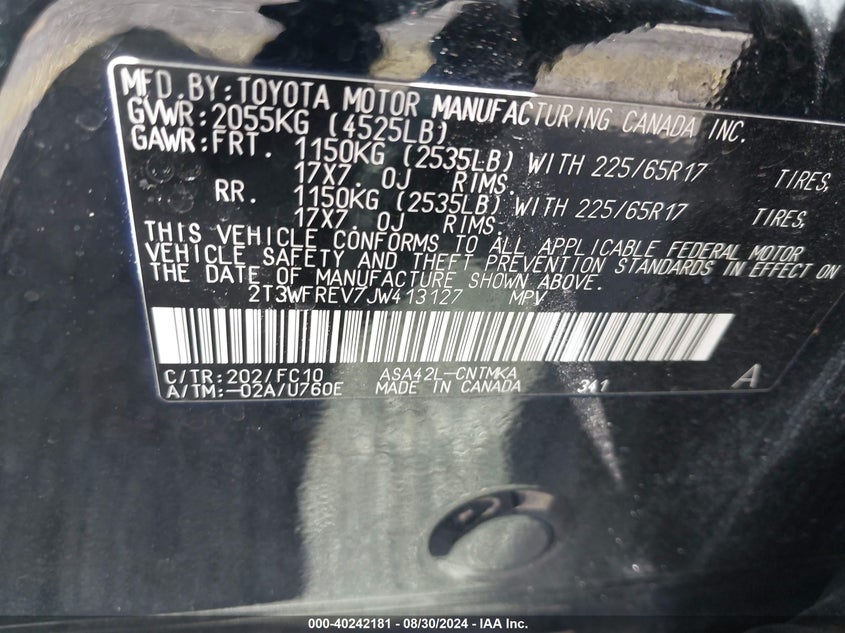 MFD.BY:TOYOTA MOTOR MANUFACTURING CANADA INC.
GVWR:2055KG (4525LB)
GAWR:FRT. 1150KG (2535LB) WITH 225/65R17 TIRES,
17X7.0J RIMS.
RR. 1150KG (2535LB) WITH 225/65R17 TIRES,
17X7.0J RIMS.
THIS VEHICLE CONFORMS TO ALL APPLICABLE FEDERAL MOTOR
VEHICLE SAFETY AND THEFT PREVENTION STANDARDS IN EFFECT ON
THE DATE OF MANUFACTURE SHOWN ABOVE.
2T3WFREV7JW413127 MPV
C/TR:202/FC10 ASA42L-CNTMKA
A/TM:-02A/U760E MADE IN CANADA 341 A
000-40242181 - 08/30/2024 - IAA Inc.